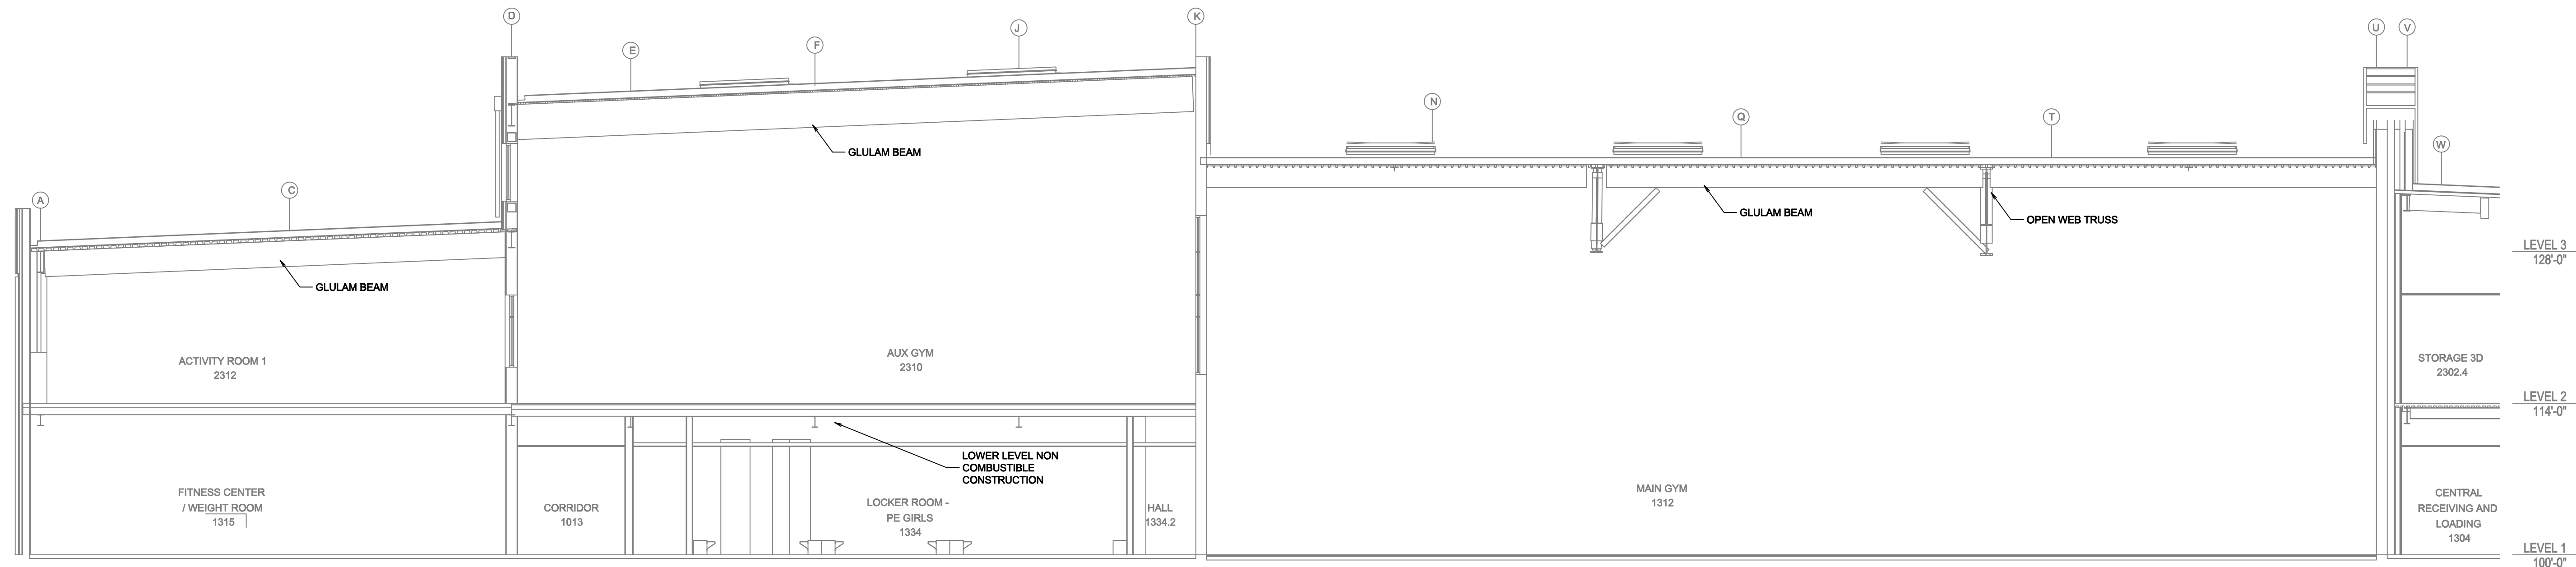 D
K
J
U
V
F
E
N
Q
T
W
C
A
GLULAM BEAM
GLULAM BEAM
OPEN WEB TRUSS
GLULAM BEAM
LEVEL 3
128'-0"
ACTIVITY ROOM 1
2312
AUX GYM
2310
STORAGE 3D
2302.4
LEVEL 2
114'-0"
LOWER LEVEL NON
COMBUSTIBLE
CONSTRUCTION
FITNESS CENTER
/ WEIGHT ROOM
1315
CORRIDOR
1013
LOCKER ROOM -
PE GIRLS
1334
HALL
1334.2
MAIN GYM
1312
CENTRAL
RECEIVING AND
LOADING
1304
LEVEL 1
100'-0"